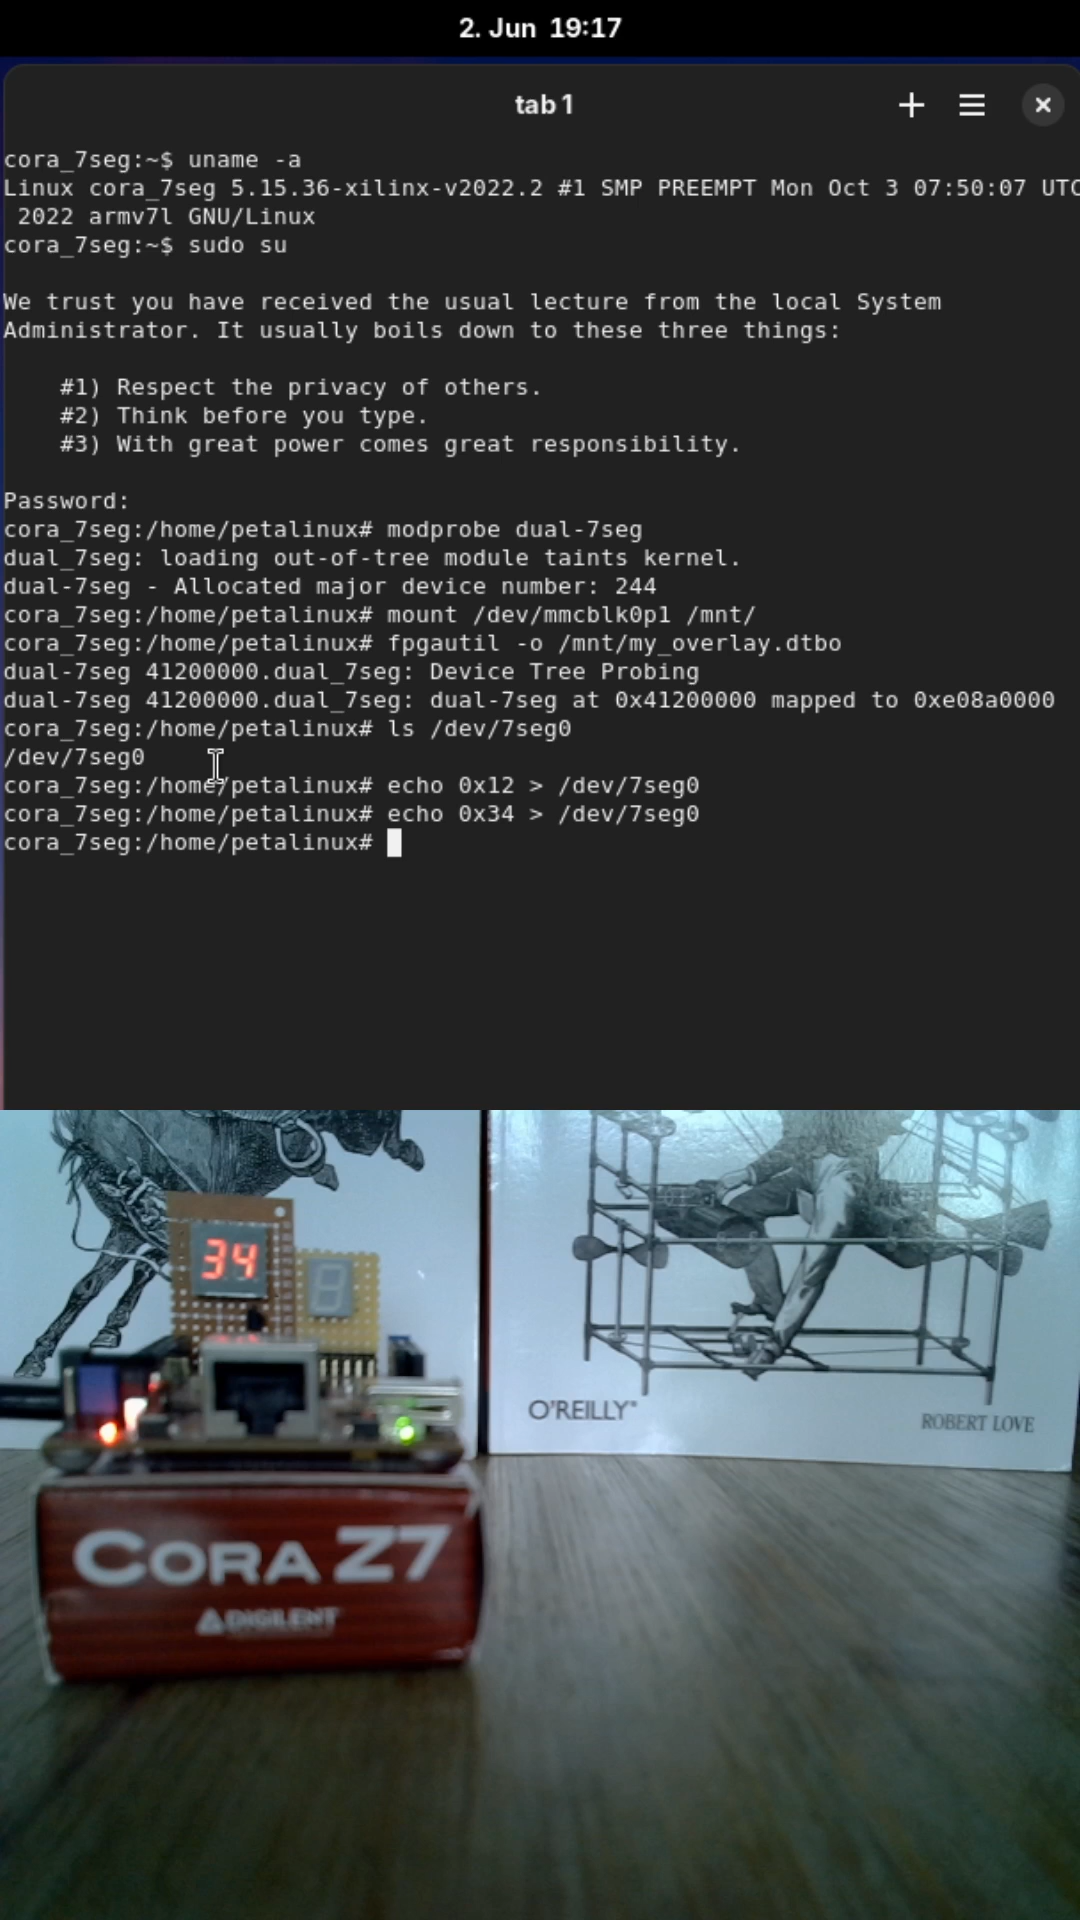 2. Jun 19:17
tab 1
cora_7seg:~$ uname -a
Linux cora_7seg 5.15.36-xilinx-v2022.2 #1 SMP PREEMPT Mon Oct 3 07:50:07 UTC
 2022 armv7l GNU/Linux
cora_7seg:~$ sudo su
We trust you have received the usual lecture from the local System
Administrator. It usually boils down to these three things:
    #1) Respect the privacy of others.
    #2) Think before you type.
    #3) With great power comes great responsibility.
Password:
cora_7seg:/home/petalinux# modprobe dual-7seg
dual_7seg: loading out-of-tree module taints kernel.
dual-7seg - Allocated major device number: 244
cora_7seg:/home/petalinux# mount /dev/mmcblk0p1 /mnt/
cora_7seg:/home/petalinux# fpgautil -o /mnt/my_overlay.dtbo
dual-7seg 41200000.dual_7seg: Device Tree Probing
dual-7seg 41200000.dual_7seg: dual-7seg at 0x41200000 mapped to 0xe08a0000
cora_7seg:/home/petalinux# ls /dev/7seg0
/dev/7seg0
cora_7seg:/home/petalinux# echo 0x12 > /dev/7seg0
cora_7seg:/home/petalinux# echo 0x34 > /dev/7seg0
cora_7seg:/home/petalinux#
34
O'REILLY®
ROBERT LOVE
CORA Z7
DIGILENT